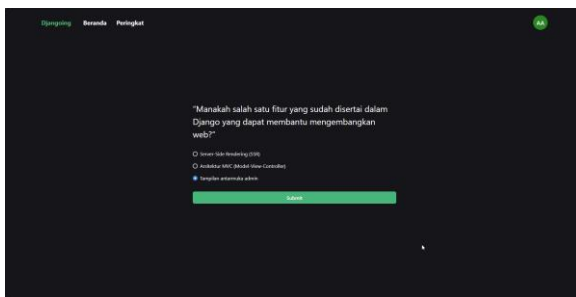 Djangoing Beranda Peringkat AA
"Manakah salah satu fitur yang sudah disertai dalam
Django yang dapat membantu mengembangkan
web?"
Server-Side Rendering (SSR)
Arsitektur MVC (Model-View-Controller)
Tampilan antarmuka admin
Submit